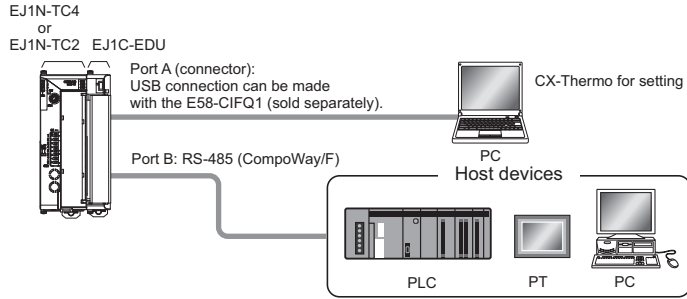 EJ1N-TC4
or
EJ1N-TC2 EJ1C-EDU
Port A (connector):
USB connection can be made
with the E58-CIFQ1 (sold separately).
CX-Thermo for setting
PC
Port B: RS-485 (CompoWay/F)
Host devices
PLC
PT
PC